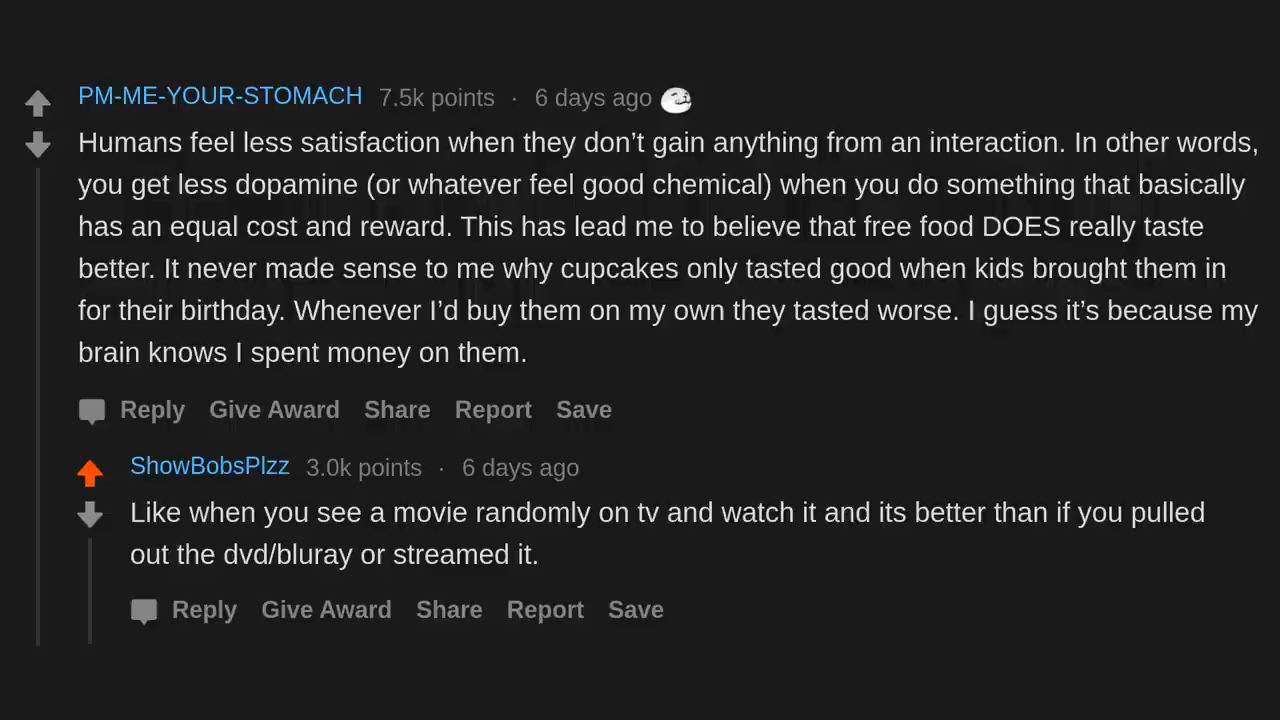 PM-ME-YOUR-STOMACH 7.5k points · 6 days ago
Humans feel less satisfaction when they don’t gain anything from an interaction. In other words,
you get less dopamine (or whatever feel good chemical) when you do something that basically
has an equal cost and reward. This has lead me to believe that free food DOES really taste
better. It never made sense to me why cupcakes only tasted good when kids brought them in
for their birthday. Whenever I’d buy them on my own they tasted worse. I guess it’s because my
brain knows I spent money on them.
Reply Give Award Share Report Save
ShowBobsPlzz 3.0k points · 6 days ago
Like when you see a movie randomly on tv and watch it and its better than if you pulled
out the dvd/bluray or streamed it.
Reply Give Award Share Report Save